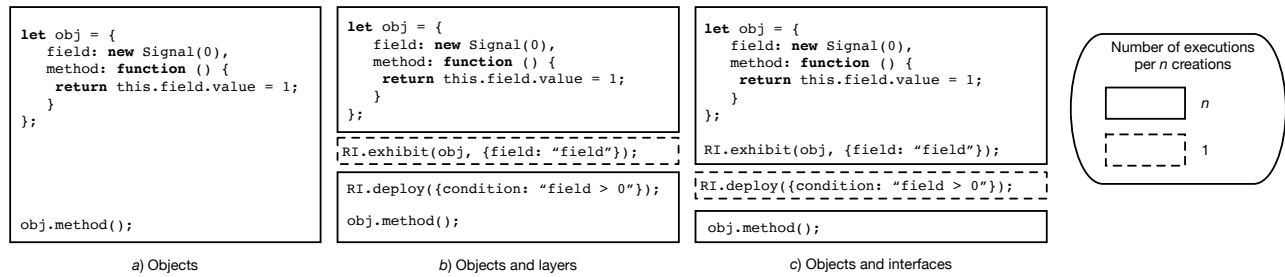 let obj = {
field: new Signal(0),
method: function () {
return this.field.value = 1;
}
};
obj.method();
a) Objects
let obj = {
field: new Signal(0),
method: function () {
return this.field.value = 1;
}
};
RI.exhibit(obj, {field: “field”});
RI.deploy({condition: “field > 0”});
obj.method();
b) Objects and layers
let obj = {
field: new Signal(0),
method: function () {
return this.field.value = 1;
}
};
RI.exhibit(obj, {field: “field”});
RI.deploy({condition: “field > 0”});
obj.method();
c) Objects and interfaces
Number of executions
per n creations
n
1